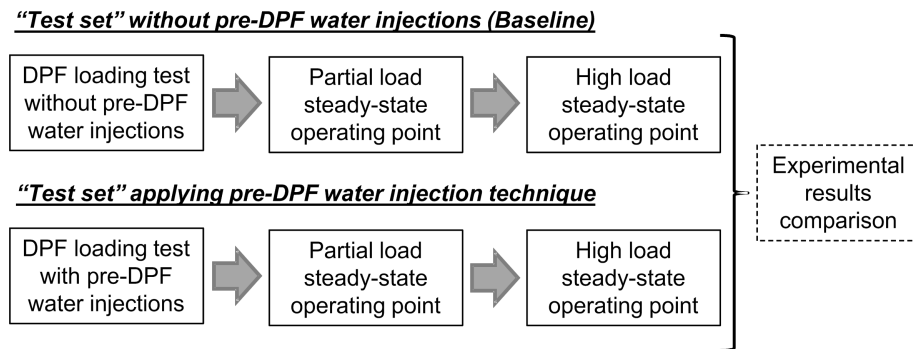 “Test set” without pre-DPF water injections (Baseline)
DPF loading test
without pre-DPF
water injections
Partial load
steady-state
operating point
High load
steady-state
operating point
“Test set” applying pre-DPF water injection technique
DPF loading test
with pre-DPF
water injections
Partial load
steady-state
operating point
High load
steady-state
operating point
Experimental
results
comparison